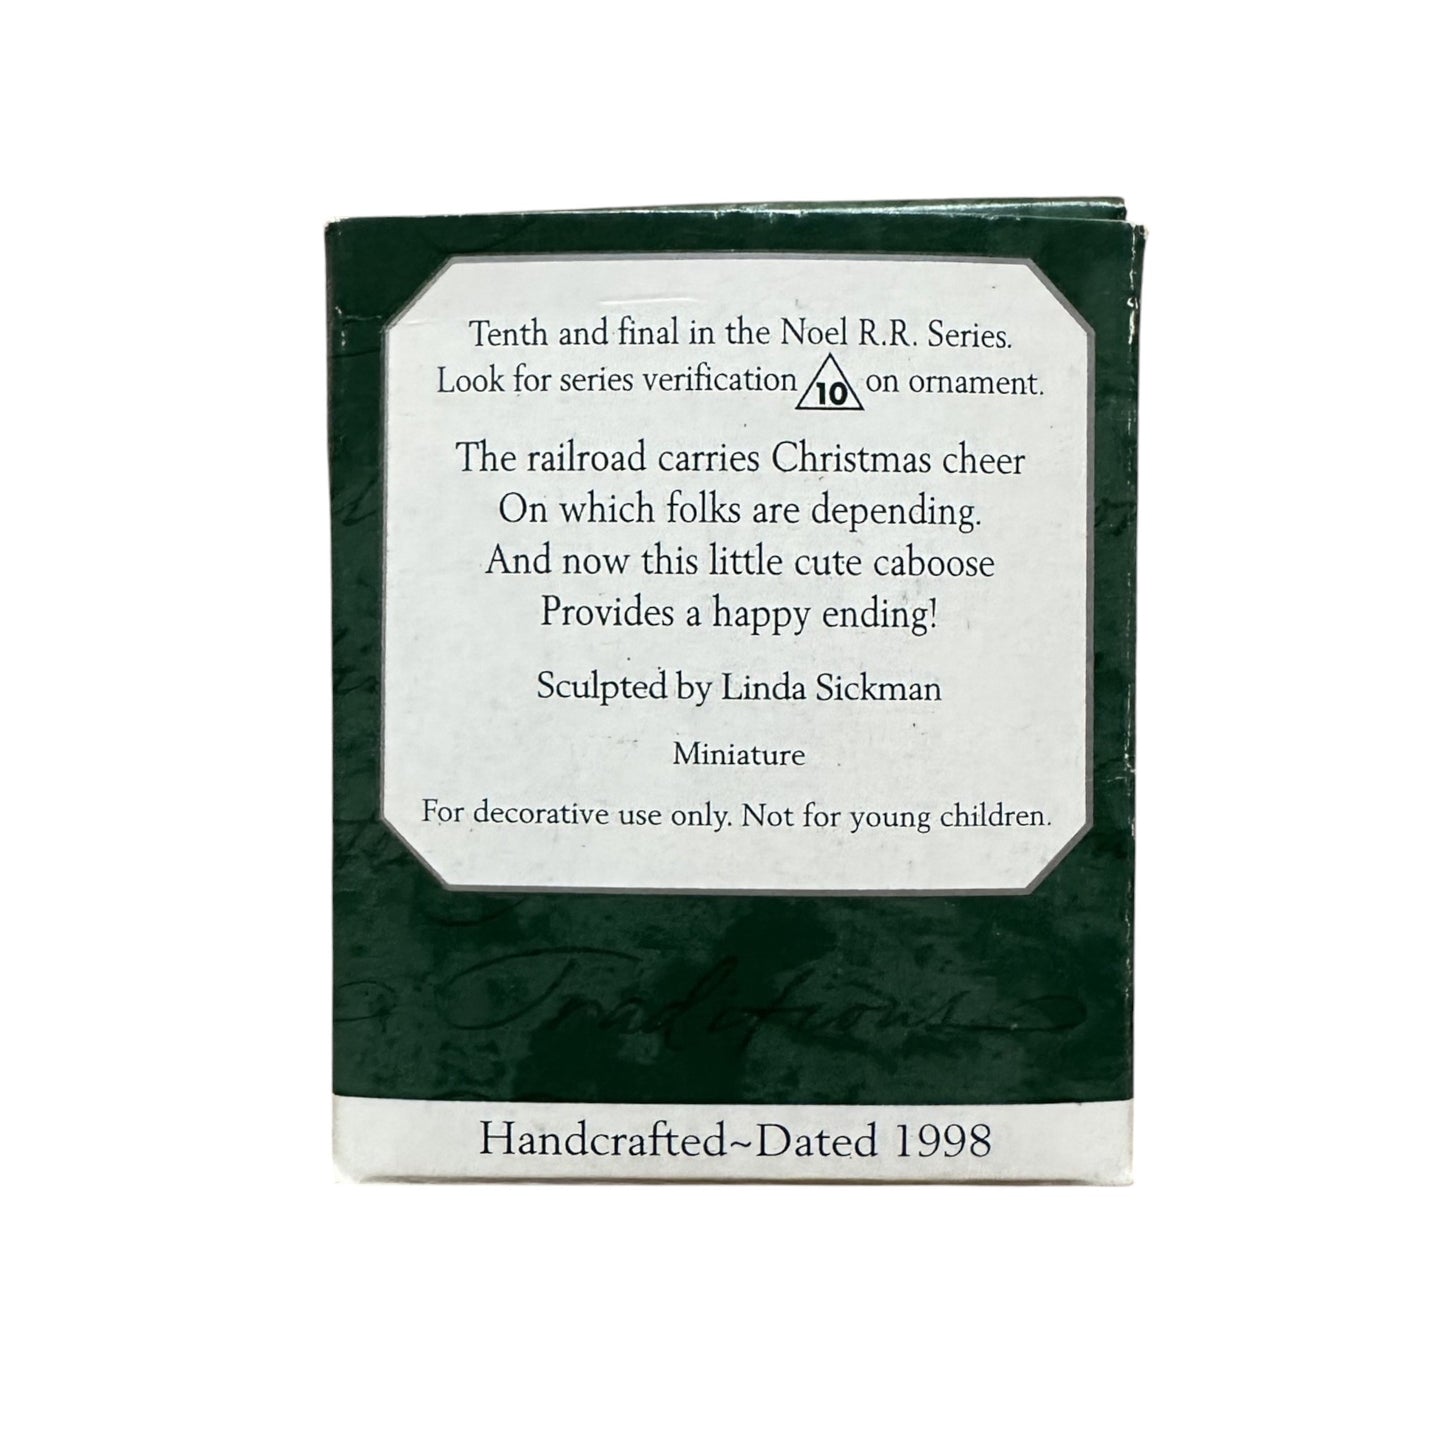 Tenth and final in the Noel R.R. Series.
Look for series verification 10 on ornament.
The railroad carries Christmas cheer
On which folks are depending.
And now this little cute caboose
Provides a happy ending!
Sculpted by Linda Sickman
Miniature
For decorative use only. Not for young children.
Traditions
Handcrafted~Dated 1998